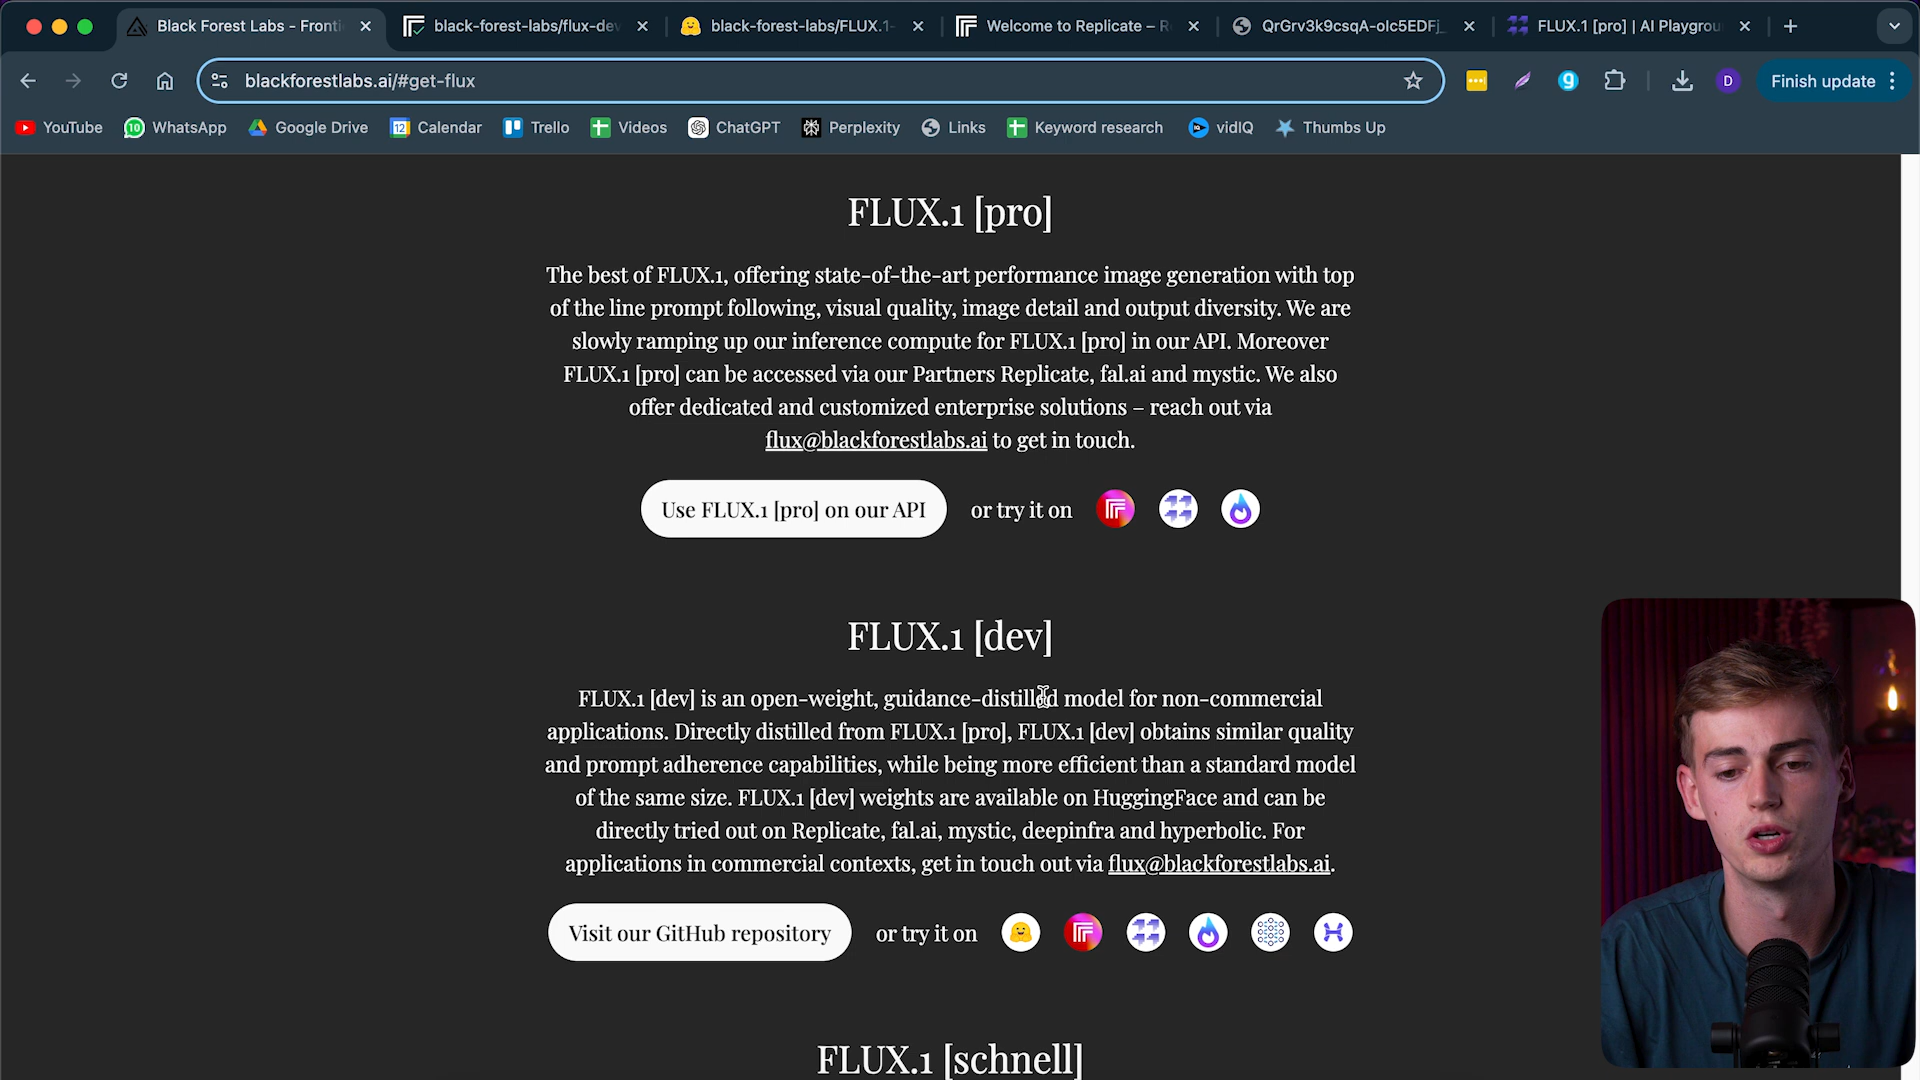 Black Forest Labs - Fronti
black-forest-labs/flux-dev
black-forest-labs/FLUX.1-
Welcome to Replicate – R
QrGrv3k9csqA-oIc5EDFj_
FLUX.1 [pro] | AI Playgrou
blackforestlabs.ai/#get-flux
D
Finish update
YouTube
10 WhatsApp
Google Drive
12 Calendar
Trello
Videos
ChatGPT
Perplexity
Links
Keyword research
vidIQ
Thumbs Up
FLUX.1 [pro]
The best of FLUX.1, offering state-of-the-art performance image generation with top
of the line prompt following, visual quality, image detail and output diversity. We are
slowly ramping up our inference compute for FLUX.1 [pro] in our API. Moreover
FLUX.1 [pro] can be accessed via our Partners Replicate, fal.ai and mystic. We also
offer dedicated and customized enterprise solutions – reach out via
flux@blackforestlabs.ai to get in touch.
Use FLUX.1 [pro] on our API or try it on
FLUX.1 [dev]
FLUX.1 [dev] is an open-weight, guidance-distilled model for non-commercial
applications. Directly distilled from FLUX.1 [pro], FLUX.1 [dev] obtains similar quality
and prompt adherence capabilities, while being more efficient than a standard model
of the same size. FLUX.1 [dev] weights are available on HuggingFace and can be
directly tried out on Replicate, fal.ai, mystic, deepinfra and hyperbolic. For
applications in commercial contexts, get in touch out via flux@blackforestlabs.ai.
Visit our GitHub repository or try it on
FLUX.1 [schnell]